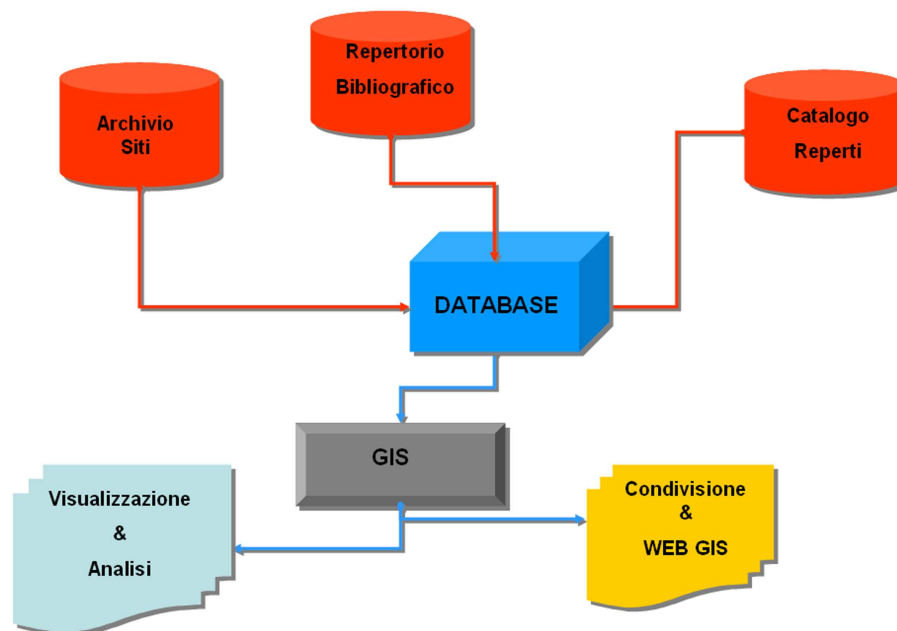 Repertorio
Bibliografico
Archivio
Siti
Catalogo
Reperti
DATABASE
GIS
Visualizzazione
&
Analisi
Condivisione
&
WEB GIS